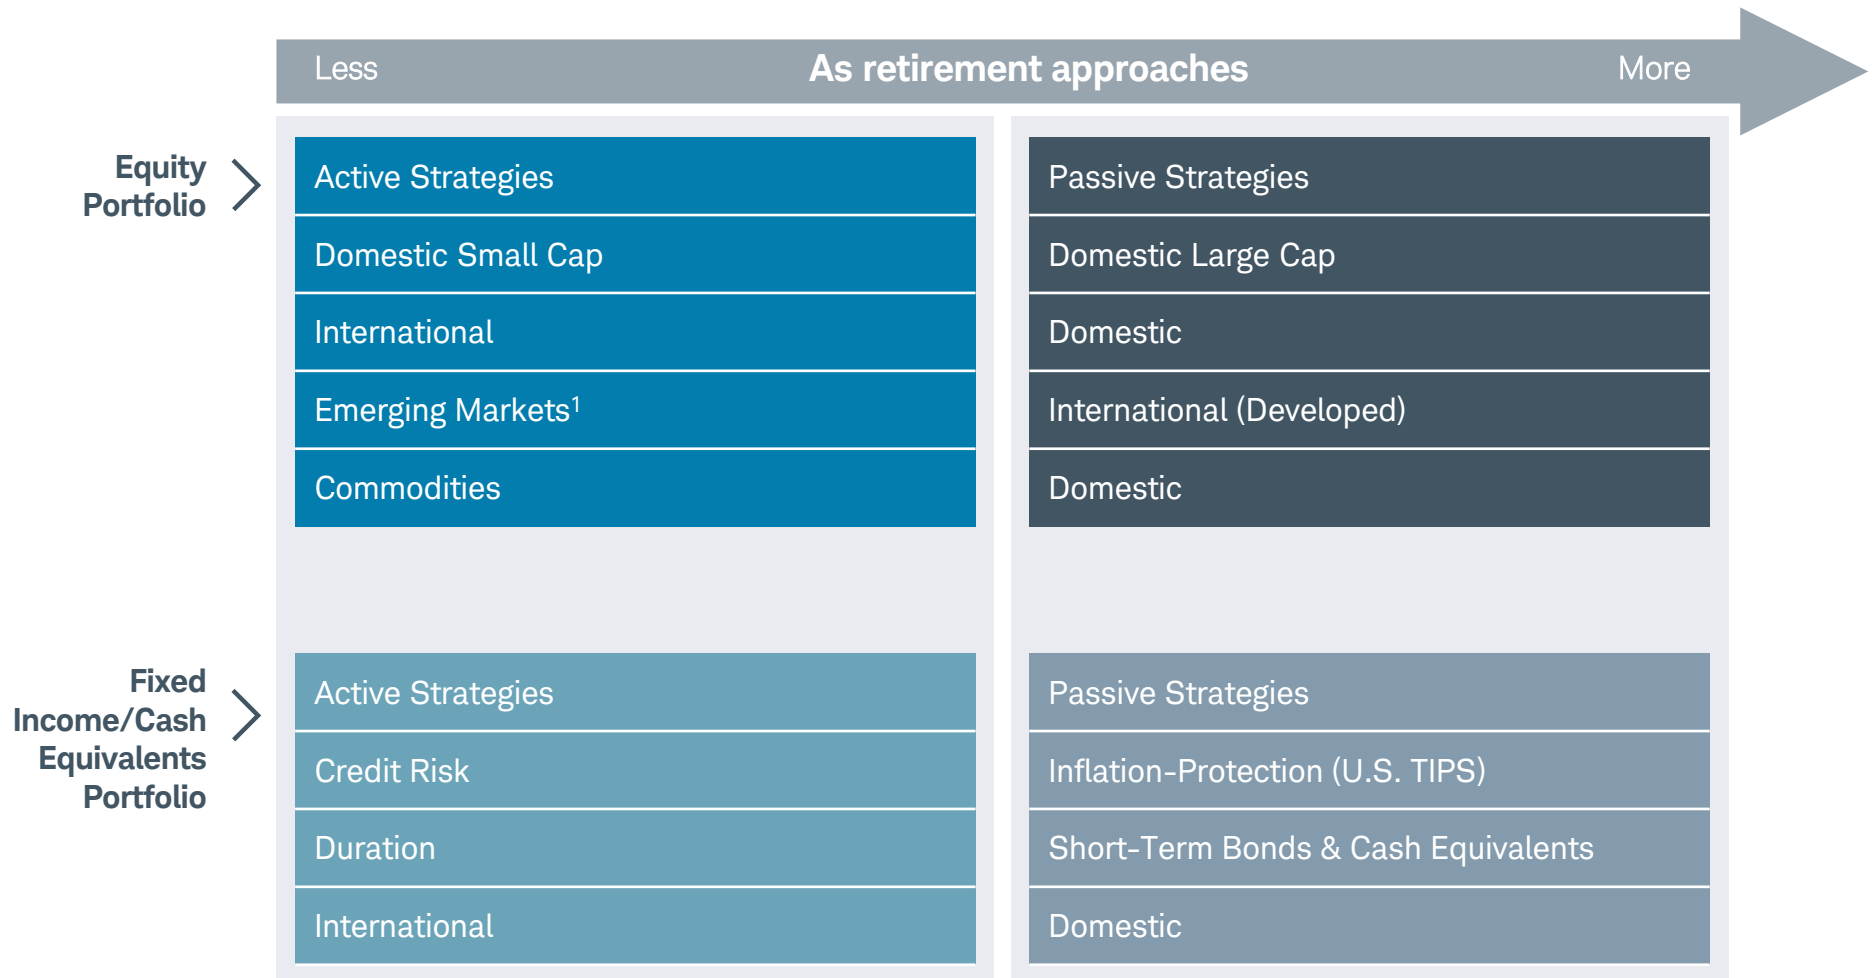 Less As retirement approaches More
Equity
Portfolio
Active Strategies Passive Strategies
Domestic Small Cap Domestic Large Cap
International Domestic
Emerging Markets¹ International (Developed)
Commodities Domestic
Fixed
Income/Cash
Equivalents
Portfolio
Active Strategies Passive Strategies
Credit Risk Inflation-Protection (U.S. TIPS)
Duration Short-Term Bonds & Cash Equivalents
International Domestic